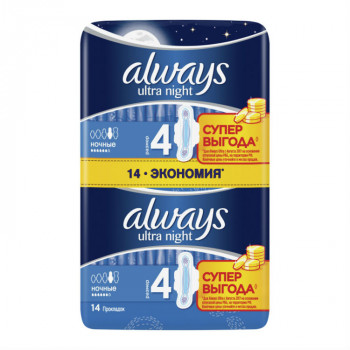 always
ultra night
ночные
размер
4
СУПЕР
ВЫГОДА
14 · ЭКОНОМИЯ*
always
ultra night
ночные
размер
4
СУПЕР
ВЫГОДА
14 Прокладок